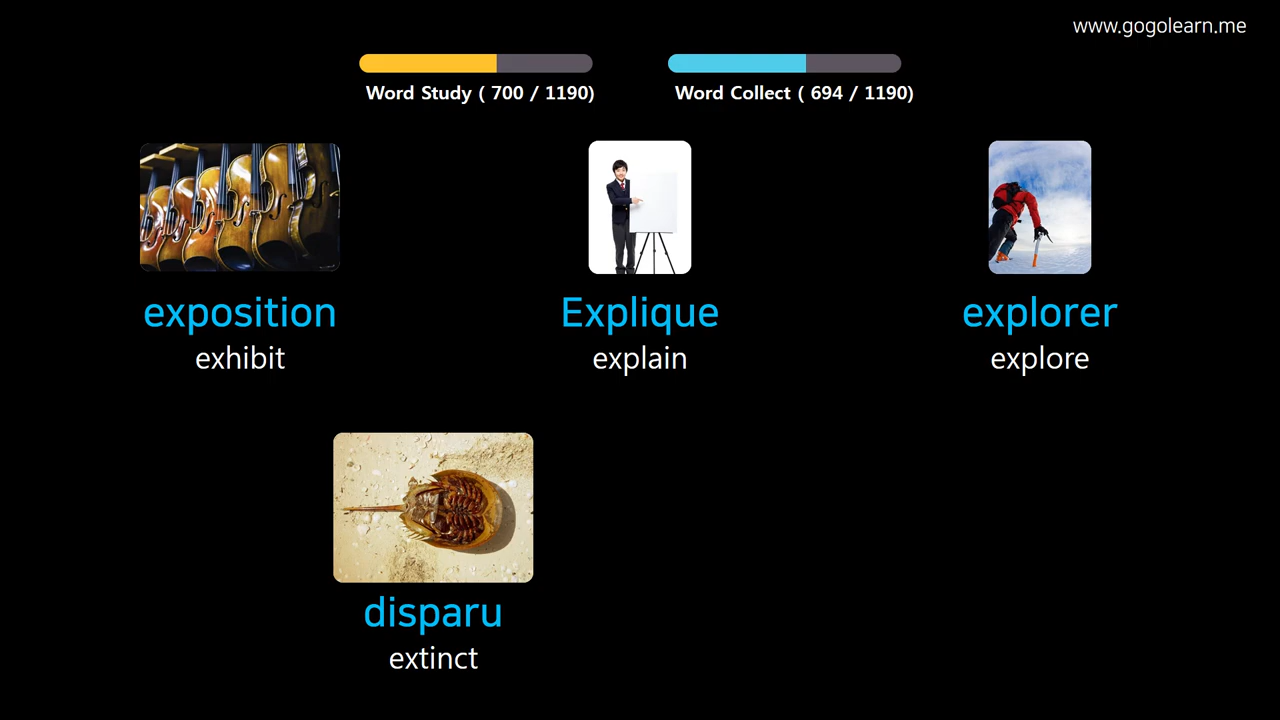 www.gogolearn.me
Word Study ( 700 / 1190)
Word Collect ( 694 / 1190)
exposition
exhibit
Explique
explain
explorer
explore
disparu
extinct